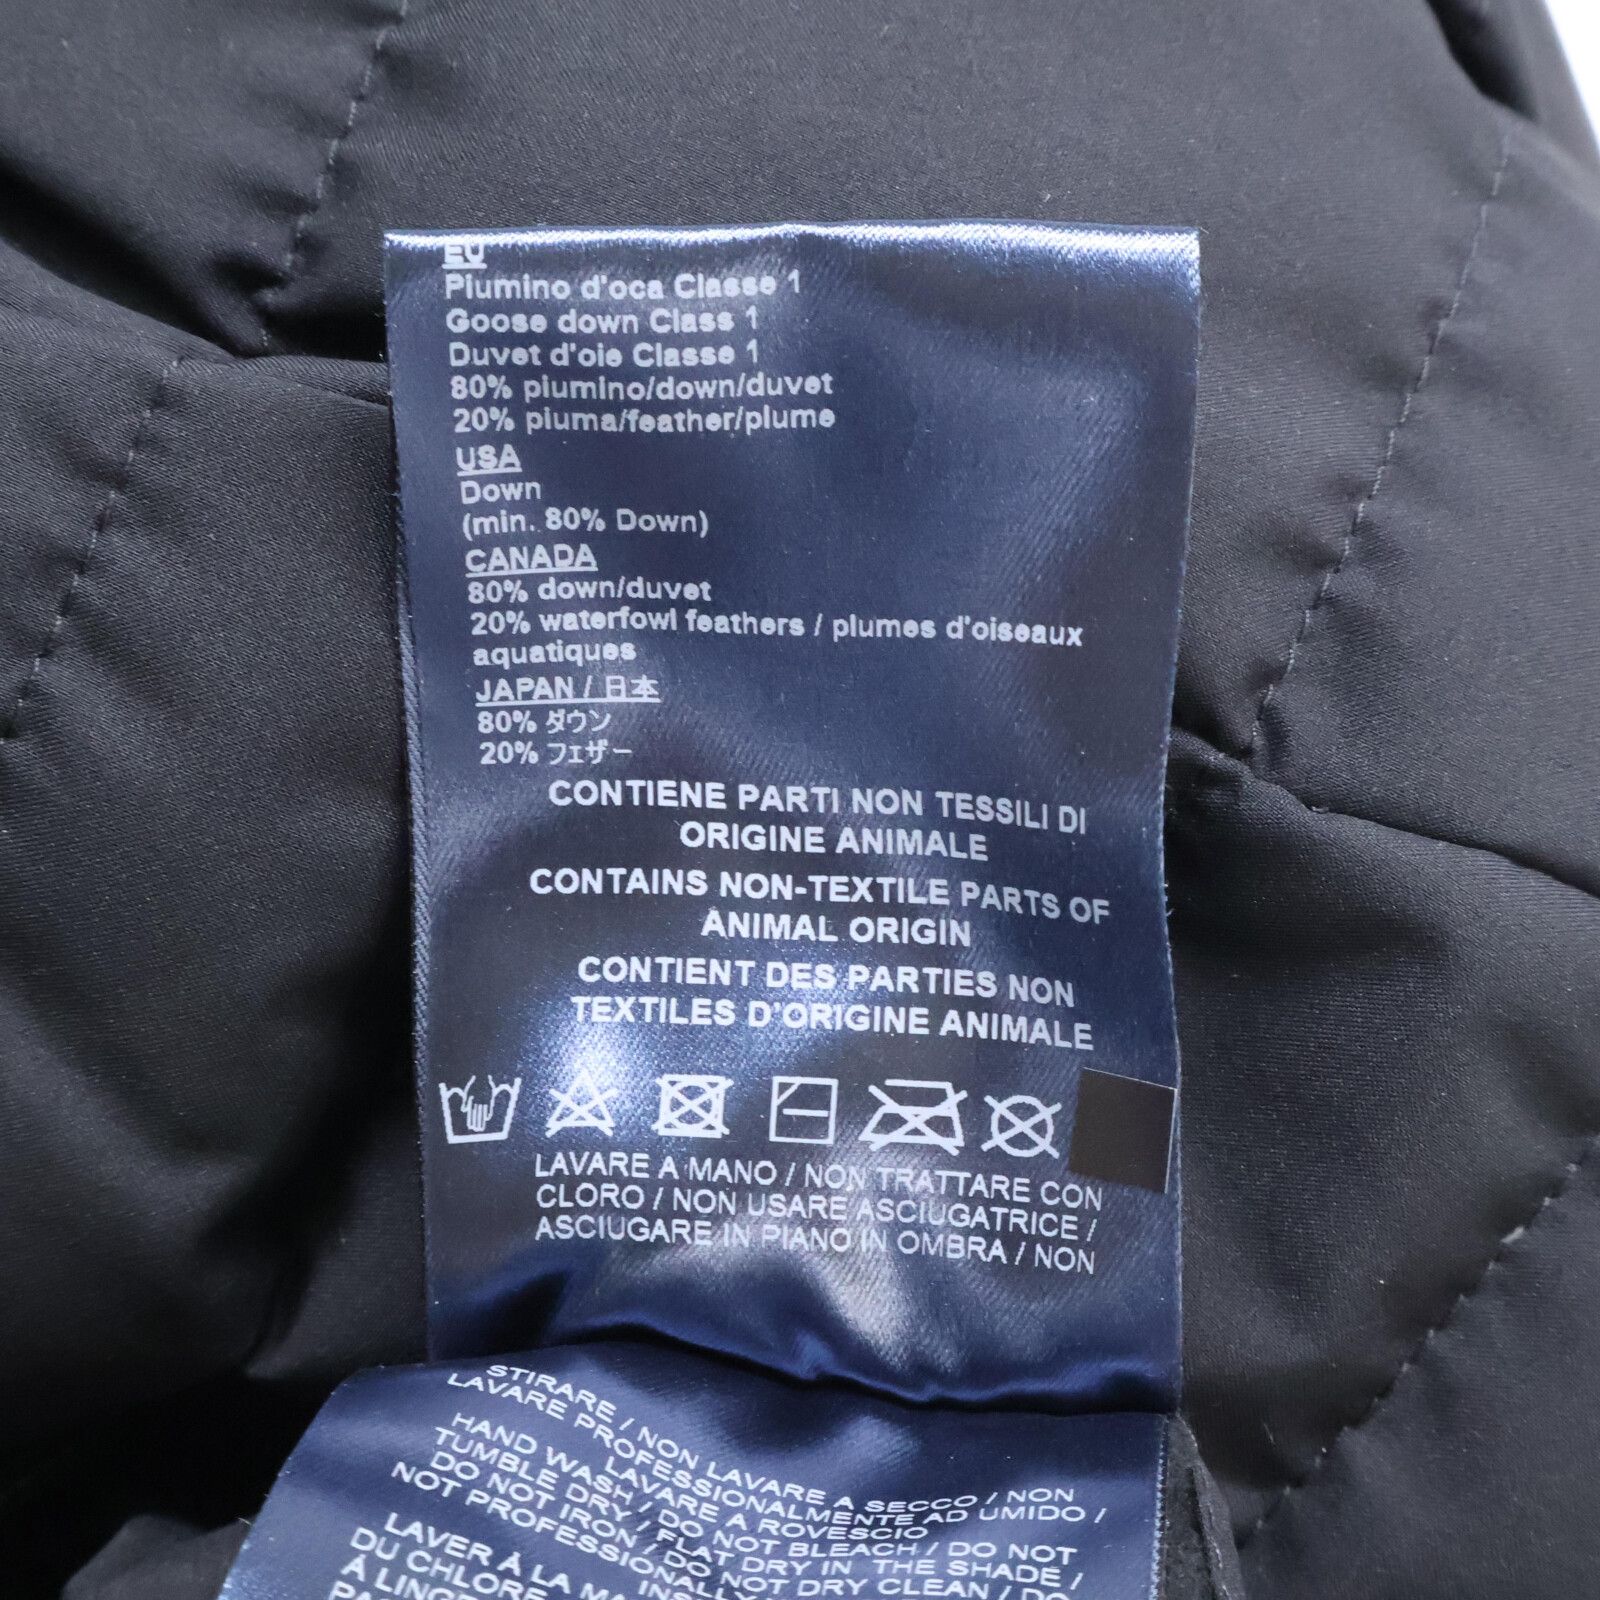 EU
Piumino d'oca Classe 1
Goose down Class 1
Duvet d'oie Classe 1
80% piumino/down/duvet
20% piuma/feather/plume
USA
Down
(min. 80% Down)
CANADA
80% down/duvet
20% waterfowl feathers / plumes d'oiseaux
aquatiques
JAPAN / 日本
80% ダウン
20% フェザー
CONTIENE PARTI NON TESSILI DI
ORIGINE ANIMALE
CONTAINS NON-TEXTILE PARTS OF
ANIMAL ORIGIN
CONTIENT DES PARTIES NON
TEXTILES D'ORIGINE ANIMALE
LAVARE A MANO / NON TRATTARE CON
CLORO / NON USARE ASCIUGATRICE /
ASCIUGARE IN PIANO IN OMBRA / NON
STIRARE / NON LAVARE A SECCO / NON
LAVARE PROFESSIONALMENTE AD UMIDO /
LAVARE A ROVESCIO
HAND WASH / DO NOT BLEACH / DO NOT
TUMBLE DRY / FLAT DRY IN THE SHADE /
DO NOT IRON / DO NOT DRY CLEAN / DO
NOT PROFESSIONALLY
LAVER À LA
DU CHLORE
À